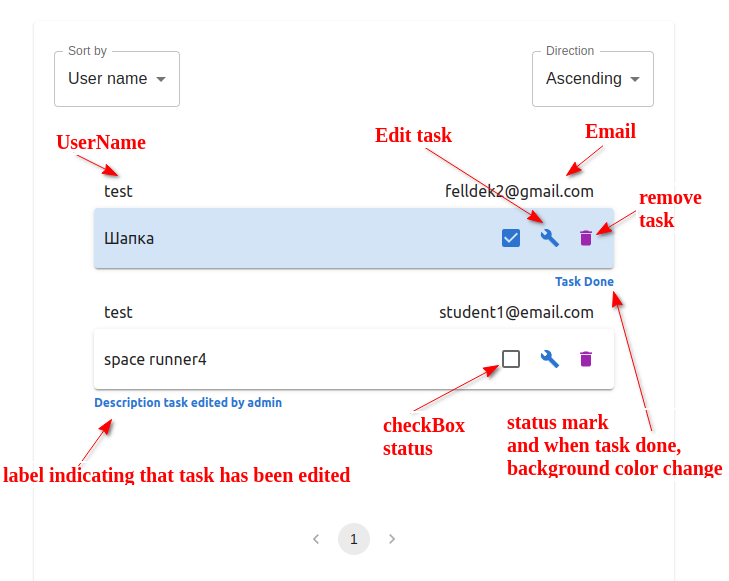 Sort by
Direction
User name
Ascending
UserName
Edit task
Email
test
felldek2@gmail.com
remove
task
Шапка
Task Done
test
student1@email.com
space runner4
Description task edited by admin
checkBox
status
status mark
and when task done,
background color change
label indicating that task has been edited
1